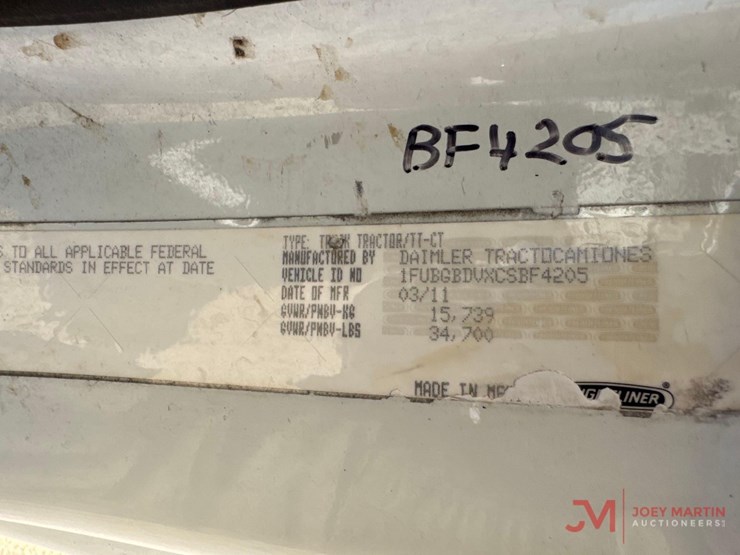 BF4205
S TO ALL APPLICABLE FEDERAL
STANDARDS IN EFFECT AT DATE
TYPE: TRACTOR/TT-CT
MANUFACTURED BY DAIMLER TRACTOCAMIONES
VEHICLE ID NO 1FUBGBDVXCSBF4205
DATE OF MFR 03/11
GVWR/PNBV-KG 15,739
GVWR/PNBV-LBS 34,700
MADE IN
LINER®
JM JOEY MARTIN
AUCTIONEERS